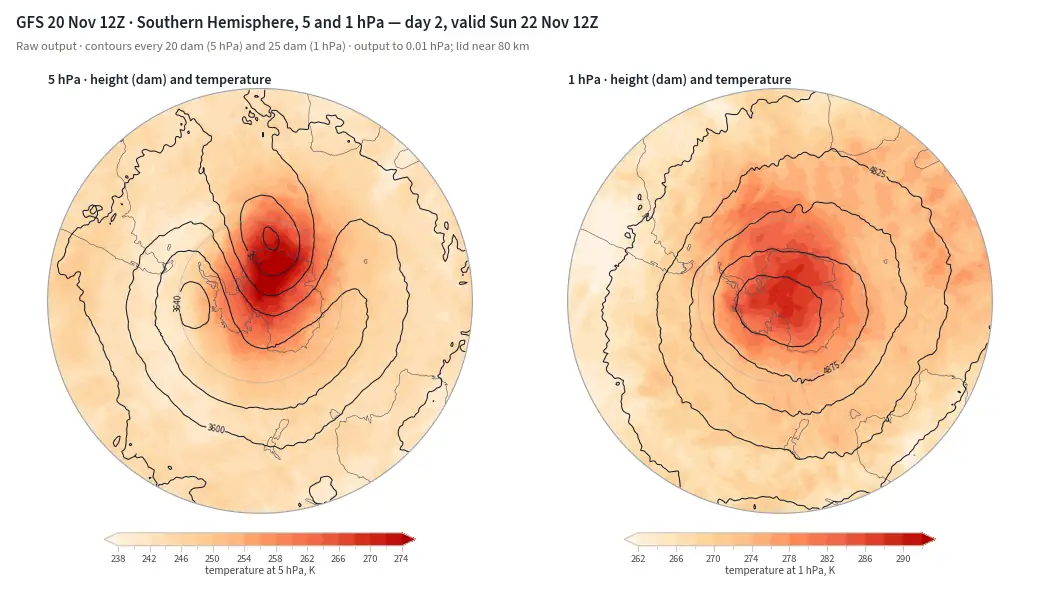 GFS 20 Nov 12Z · Southern Hemisphere, 5 and 1 hPa — day 2, valid Sun 22 Nov 12Z
Raw output · contours every 20 dam (5 hPa) and 25 dam (1 hPa) · output to 0.01 hPa; lid near 80 km
5 hPa · height (dam) and temperature
1 hPa · height (dam) and temperature
4825
3640
4875
3600
238 242 246 250 254 258 262 266 270 274
262 266 270 274 278 282 286 290
temperature at 5 hPa, K
temperature at 1 hPa, K